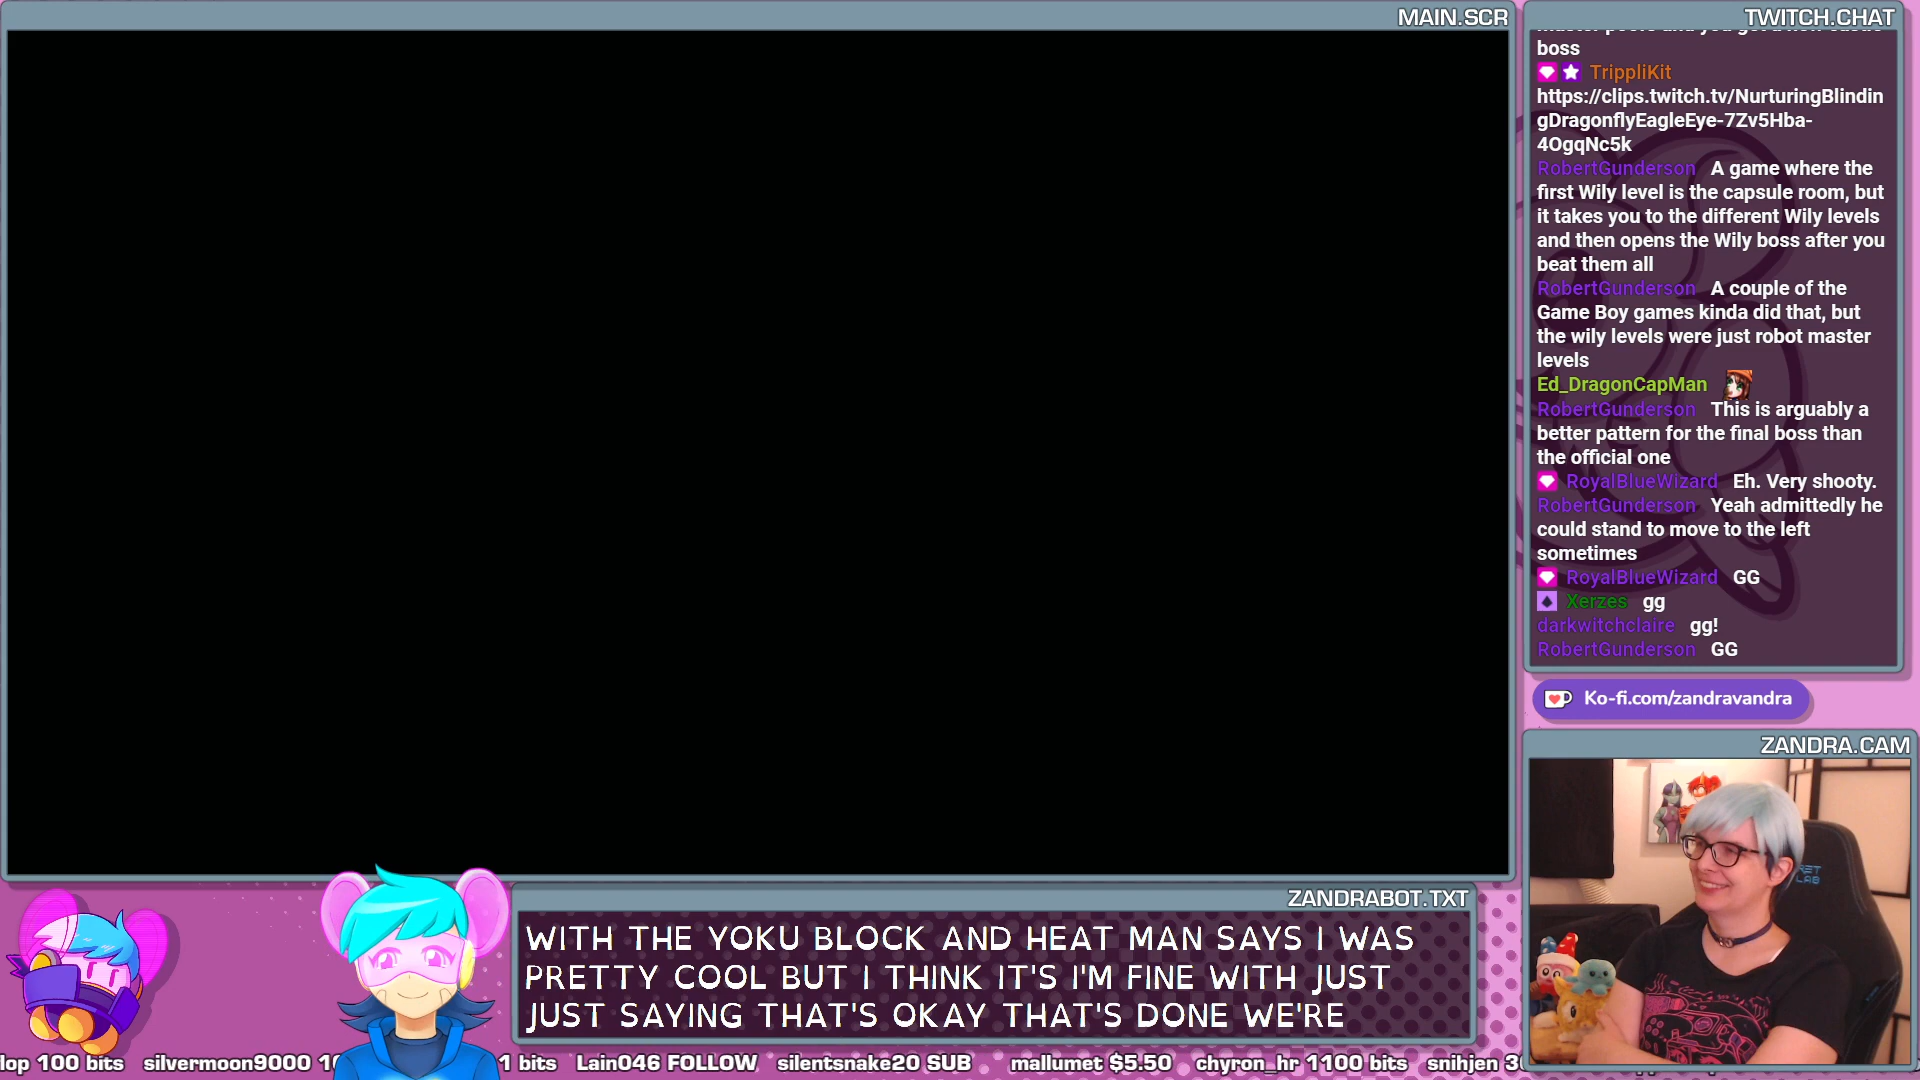 MAIN.SCR
TWITCH.CHAT
boss
TrippliKit
https://clips.twitch.tv/NurturingBlindin
gDragonflyEagleEye-7Zv5Hba-
4OgqNc5k
RobertGunderson A game where the
first Wily level is the capsule room, but
it takes you to the different Wily levels
and then opens the Wily boss after you
beat them all
RobertGunderson A couple of the
Game Boy games kinda did that, but
the wily levels were just robot master
levels
Ed_DragonCapMan
RobertGunderson This is arguably a
better pattern for the final boss than
the official one
RoyalBlueWizard Eh. Very shooty.
RobertGunderson Yeah admittedly he
could stand to move to the left
sometimes
RoyalBlueWizard GG
Xerzes gg
darkwitchclaire gg!
RobertGunderson GG
Ko-fi.com/zandravandra
ZANDRA.CAM
ZANDRABOT.TXT
WITH THE YOKU BLOCK AND HEAT MAN SAYS I WAS
PRETTY COOL BUT I THINK IT'S I'M FINE WITH JUST
JUST SAYING THAT'S OKAY THAT'S DONE WE'RE
lop 100 bits silvermoon9000 1 1 bits Lain046 FOLLOW silentsnake20 SUB mallumet $5.50 chyron_hr 1100 bits snihjen